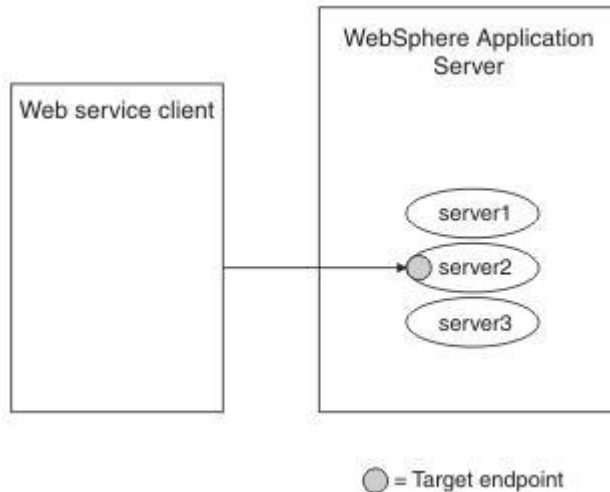 WebSphere Application
Server
Web service client
server1
server2
server3
= Target endpoint